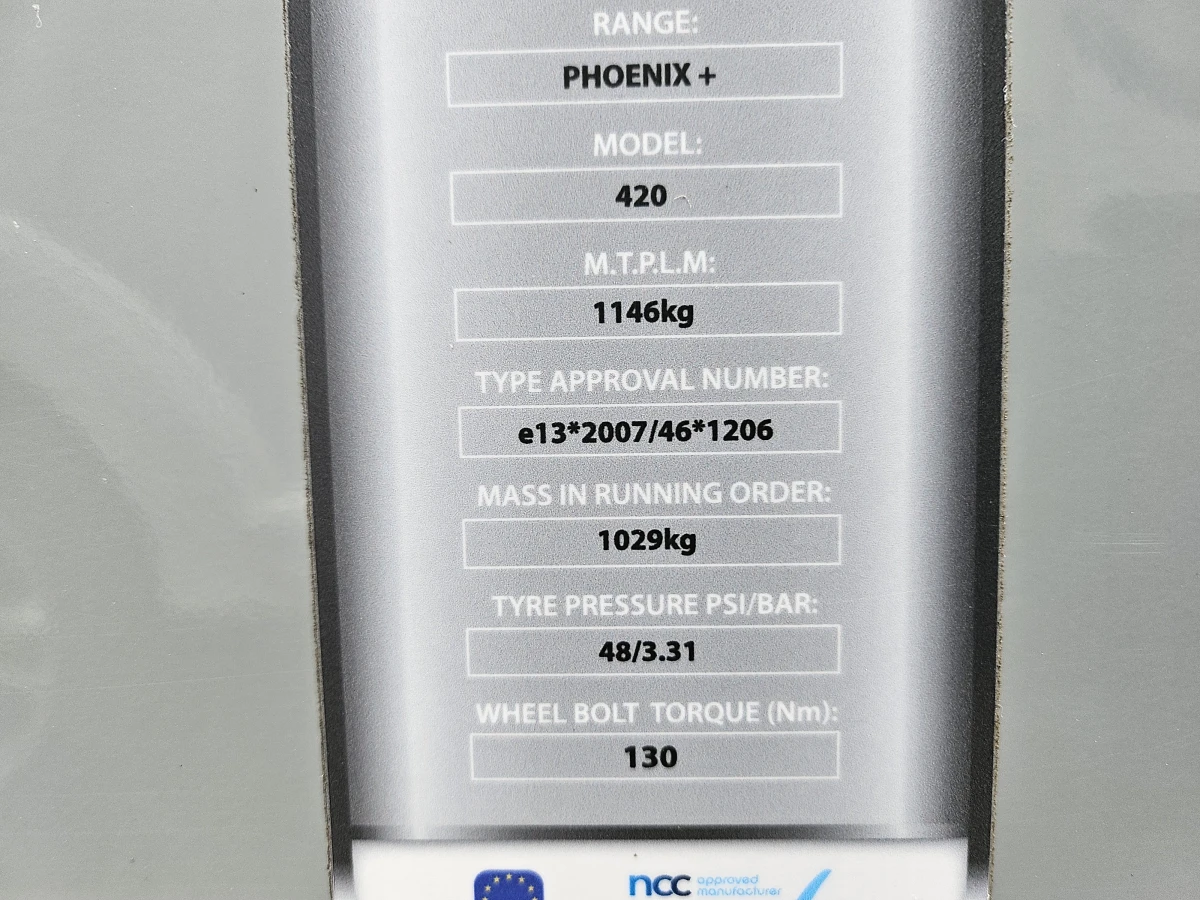 RANGE:
PHOENIX +
MODEL:
420
M.T.P.L.M:
1146kg
TYPE APPROVAL NUMBER:
e13*2007/46*1206
MASS IN RUNNING ORDER:
1029kg
TYRE PRESSURE PSI/BAR:
48/3.31
WHEEL BOLT TORQUE (Nm):
130
ncc approved
manufacturer